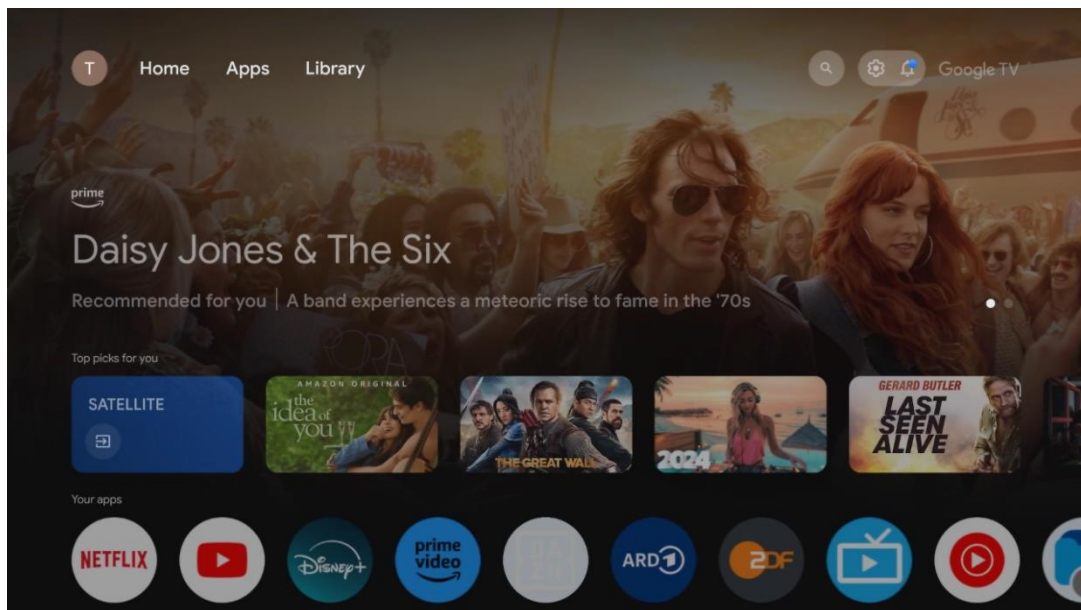 T
Home
Apps
Library
Google TV
prime
Daisy Jones & The Six
Recommended for you | A band experiences a meteoric rise to fame in the '70s
Top picks for you
SATELLITE
AMAZON ORIGINAL
the
idea of
you
THE GREAT WALL
2024
GERARD BUTLER
LAST
SEEN
ALIVE
Your apps
NETFLIX
Disney+
prime
video
ARD 1
ZDF